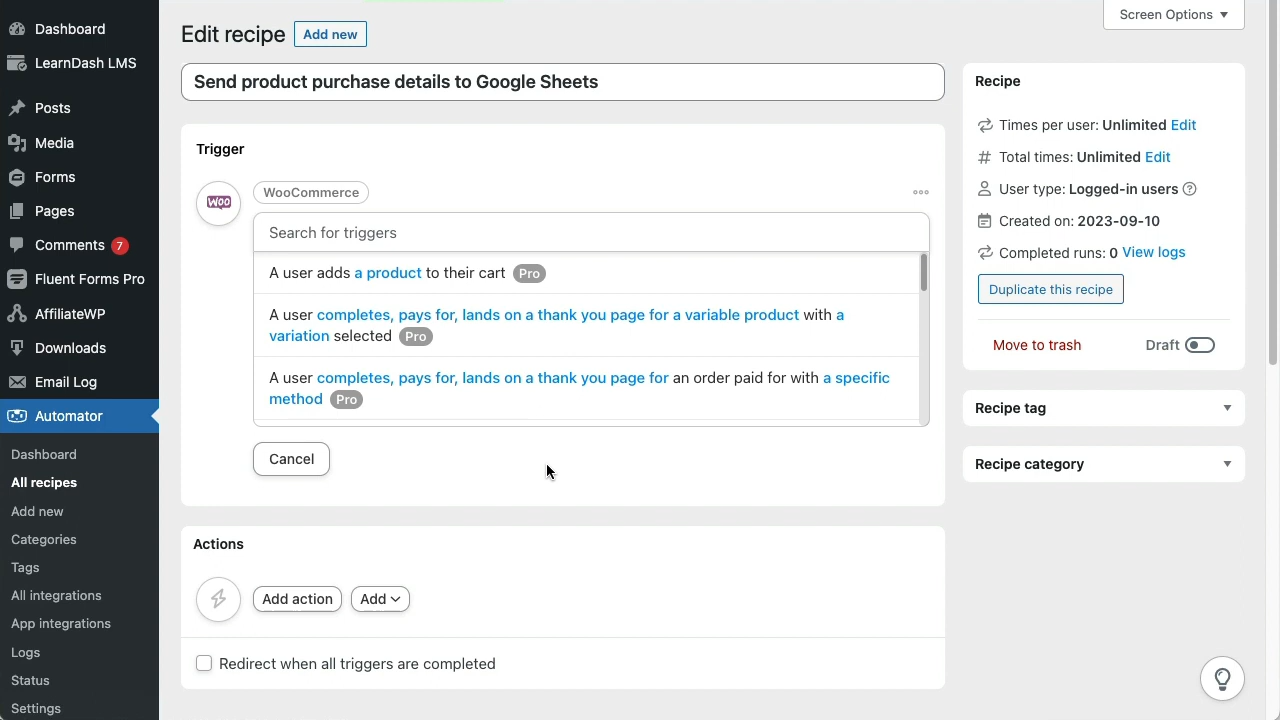 Dashboard
LearnDash LMS
Posts
Media
Forms
Pages
Comments 7
Fluent Forms Pro
AffiliateWP
Downloads
Email Log
Automator
Dashboard
All recipes
Add new
Categories
Tags
All integrations
App integrations
Logs
Status
Settings
Screen Options
Edit recipe Add new
Send product purchase details to Google Sheets
Trigger
Woo
WooCommerce
Search for triggers
A user adds a product to their cart Pro
A user completes, pays for, lands on a thank you page for a variable product with a
variation selected Pro
A user completes, pays for, lands on a thank you page for an order paid for with a specific
method Pro
Cancel
Actions
Add action Add
Redirect when all triggers are completed
Recipe
Times per user: Unlimited Edit
# Total times: Unlimited Edit
User type: Logged-in users ?
Created on: 2023-09-10
Completed runs: 0 View logs
Duplicate this recipe
Move to trash Draft
Recipe tag
Recipe category